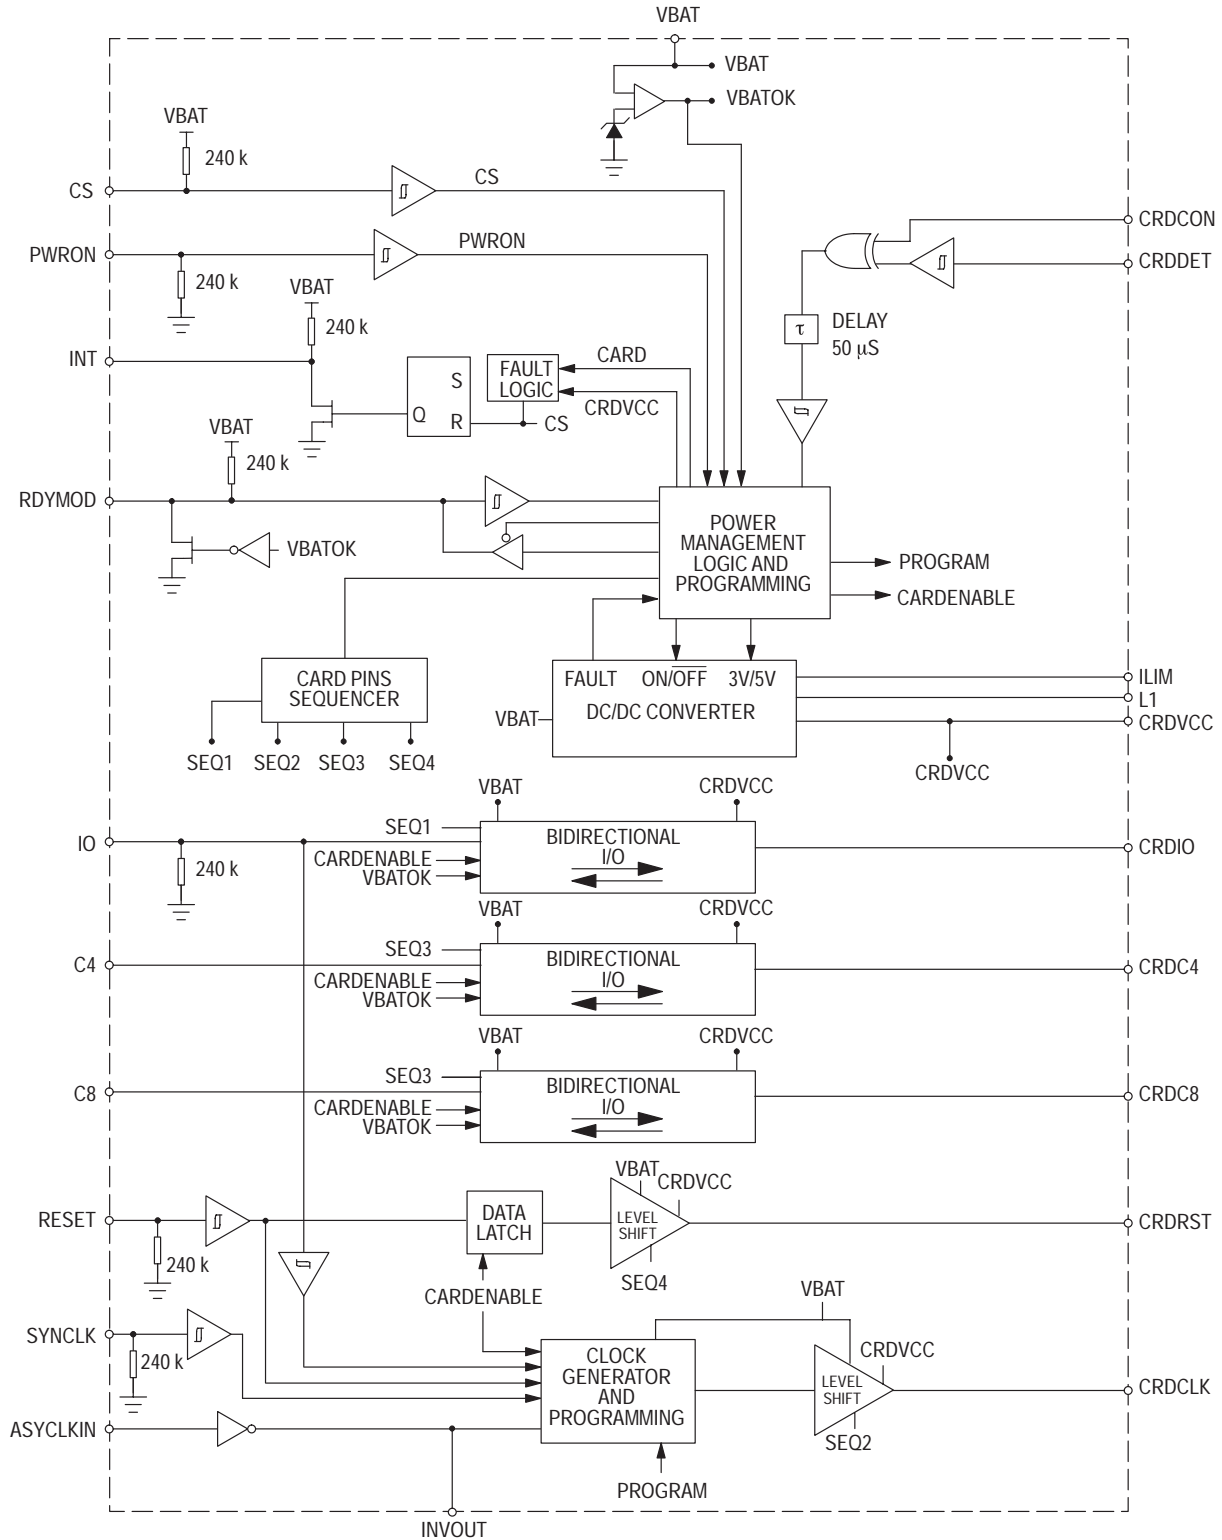 VBAT
VBAT
VBATOK
VBAT
240 k
CS
CS
CRDCON
PWRON
PWRON
CRDDET
240 k
VBAT
240 k
τ
DELAY
50 μS
INT
CARD
FAULT
LOGIC
S
Q
R
CRDVCC
CS
VBAT
240 k
RDYMOD
VBATOK
POWER
MANAGEMENT
LOGIC AND
PROGRAMMING
PROGRAM
CARDENABLE
CARD PINS
SEQUENCER
FAULT
ON/OFF
3V/5V
DC/DC CONVERTER
VBAT
ILIM
L1
CRDVCC
SEQ1
SEQ2
SEQ3
SEQ4
CRDVCC
VBAT
CRDVCC
SEQ1
IO
BIDIRECTIONAL
I/O
CRDIO
240 k
CARDENABLE
VBATOK
VBAT
CRDVCC
SEQ3
C4
BIDIRECTIONAL
I/O
CRDC4
CARDENABLE
VBATOK
VBAT
CRDVCC
SEQ3
C8
BIDIRECTIONAL
I/O
CRDC8
CARDENABLE
VBATOK
VBAT
CRDVCC
RESET
DATA
LATCH
LEVEL
SHIFT
CRDRST
240 k
SEQ4
CARDENABLE
VBAT
SYNCLK
240 k
CLOCK
GENERATOR
AND
PROGRAMMING
CRDVCC
LEVEL
SHIFT
CRDCLK
ASYCLKIN
SEQ2
PROGRAM
INVOUT